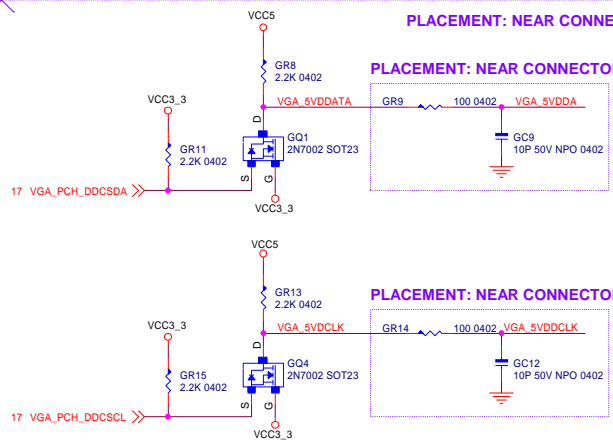 VCC5
PLACEMENT: NEAR CONNE
GR8
2.2K 0402
PLACEMENT: NEAR CONNECTO
VCC3_3
VGA_5VDDATA
GR9
100 0402
VGA_5VDDA
D
GR11
2.2K 0402
GQ1
2N7002 SOT23
GC9
10P 50V NPO 0402
S
G
17 VGA_PCH_DDCSDA
VCC3_3
VCC5
GR13
2.2K 0402
PLACEMENT: NEAR CONNECTO
VCC3_3
VGA_5VDCLK
GR14
100 0402
VGA_5VDDCLK
D
GR15
2.2K 0402
GQ4
2N7002 SOT23
GC12
10P 50V NPO 0402
S
G
17 VGA_PCH_DDCSCL
VCC3_3